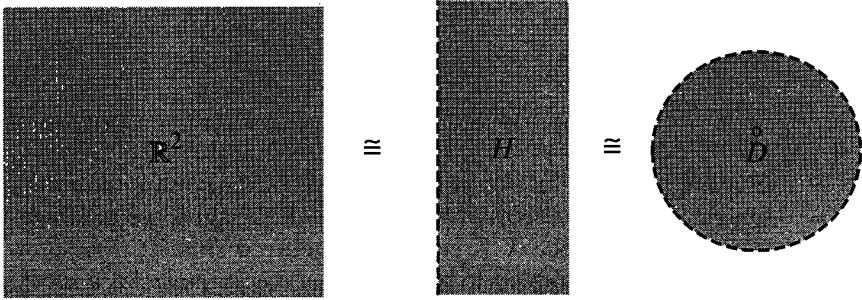 ℝ² ≅ H ≅ D̊